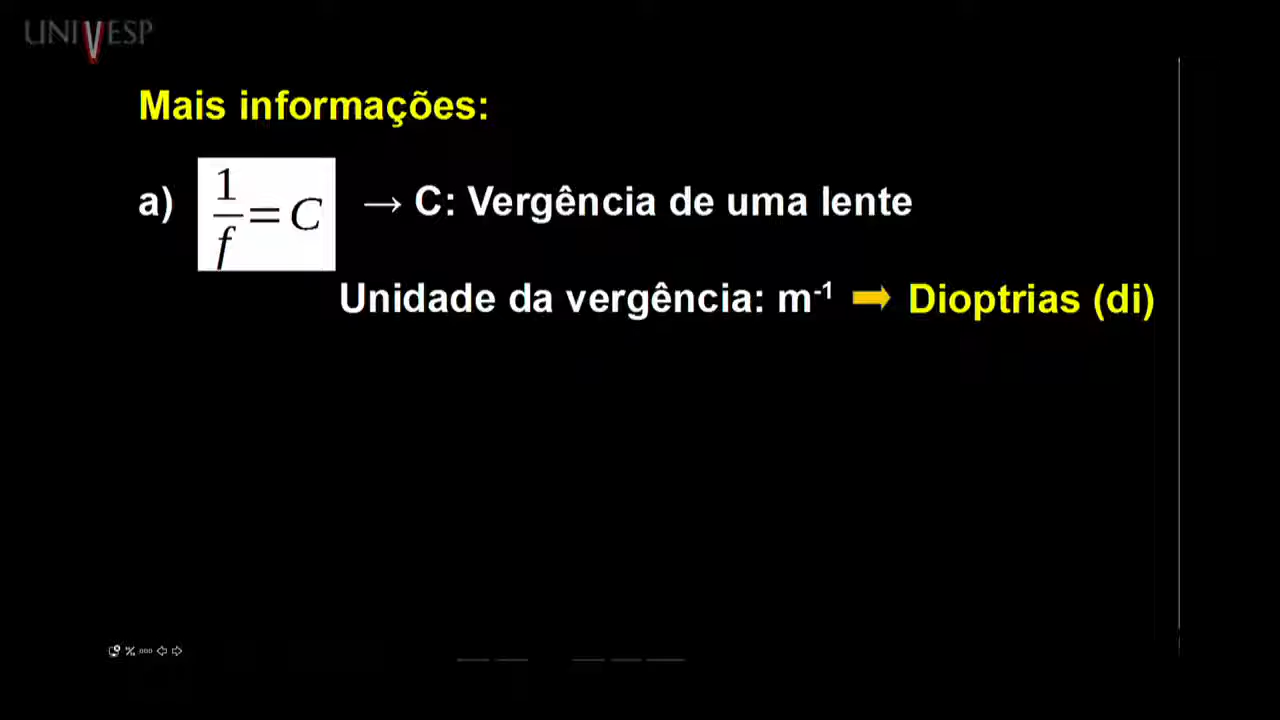 UNIVESP
Mais informações:
a) 1/f = C → C: Vergência de uma lente
Unidade da vergência: m⁻¹ ➡ Dioptrias (di)